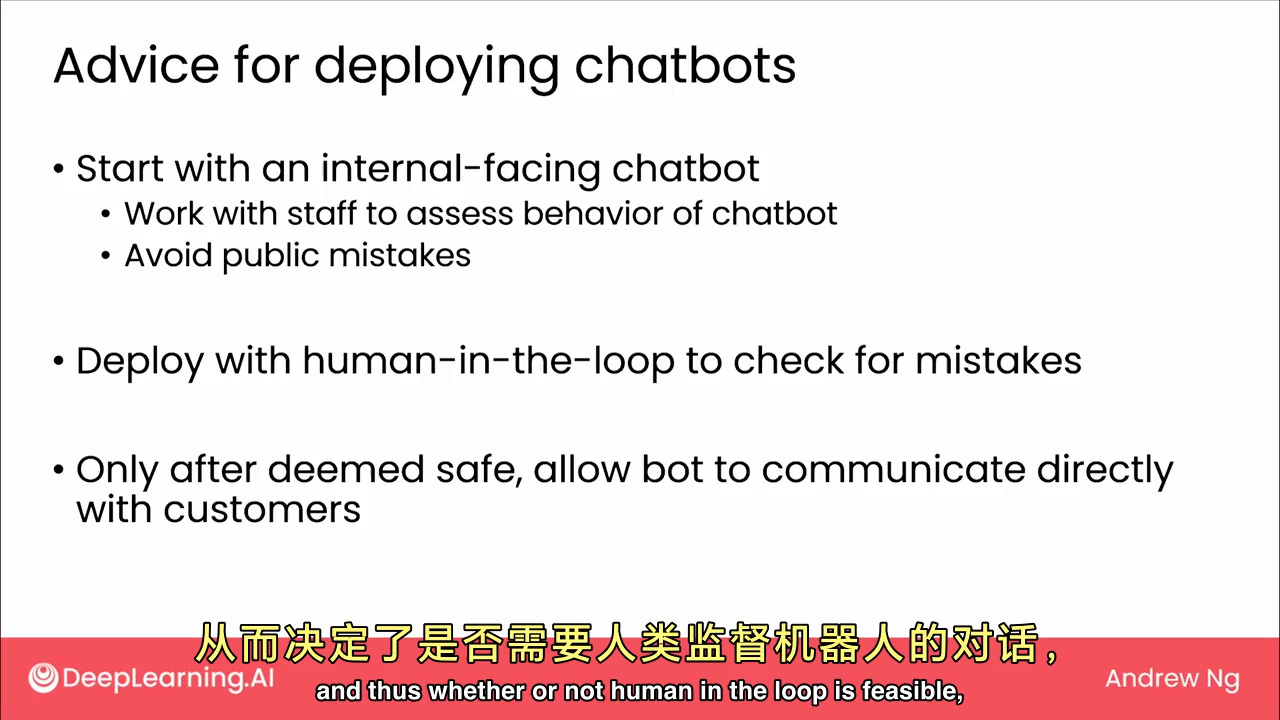 Advice for deploying chatbots
• Start with an internal-facing chatbot
• Work with staff to assess behavior of chatbot
• Avoid public mistakes
• Deploy with human-in-the-loop to check for mistakes
• Only after deemed safe, allow bot to communicate directly
with customers
从而决定了是否需要人类监督机器人的对话，
DeepLearning.AI
and thus whether or not human in the loop is feasible,
Andrew Ng